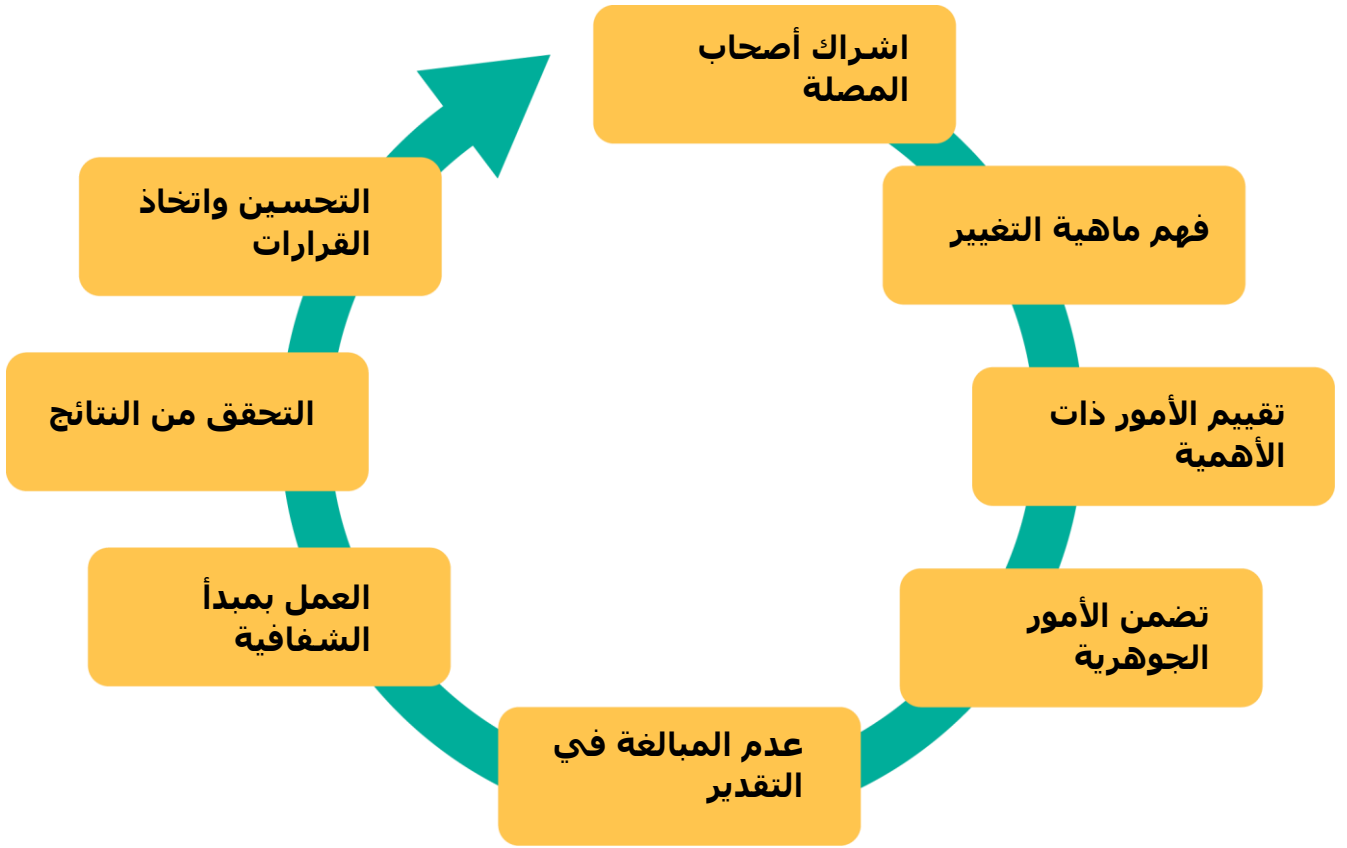 اشراك أصحاب
المصلة
فهم ماهية التغيير
تقييم الأمور ذات
الأهمية
تضمن الأمور
الجوهرية
عدم المبالغة في
التقدير
العمل بمبدأ
الشفافية
التحقق من النتائج
التحسين واتخاذ
القرارات